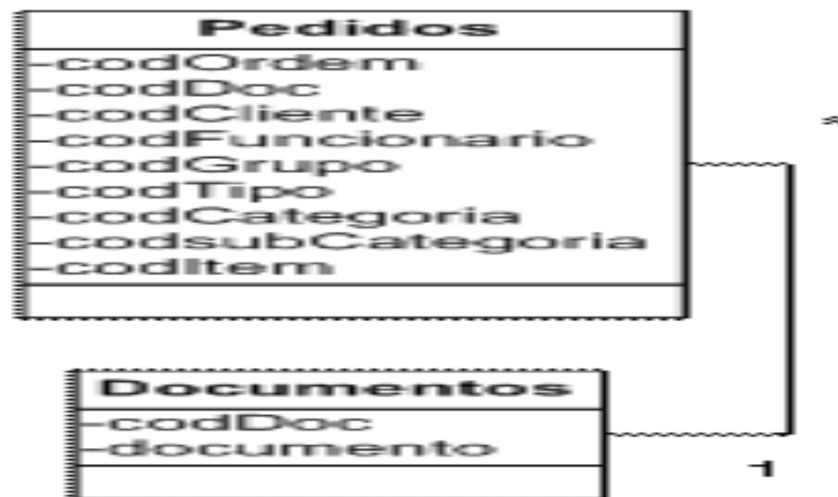 Pedidos
-codOrdem
-codDoc
-codCliente
-codFuncionario
-codGrupo
-codTipo
-codCategoria
-codsubCategoria
-codItem
Documentos
-codDoc
-documento
1